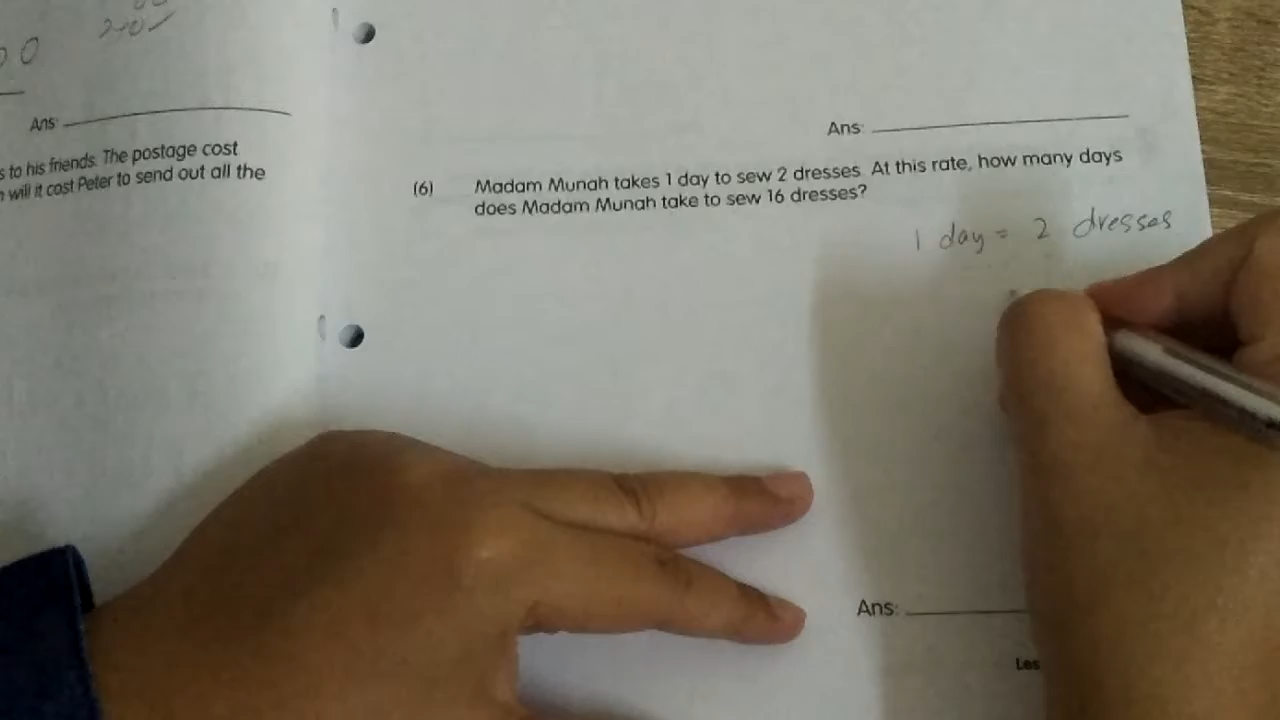 00
Ans:
s to his friends. The postage cost
will it cost Peter to send out all the
Ans:
(6) Madam Munah takes 1 day to sew 2 dresses. At this rate, how many days
does Madam Munah take to sew 16 dresses?
1 day = 2 dresses
Ans:
Les